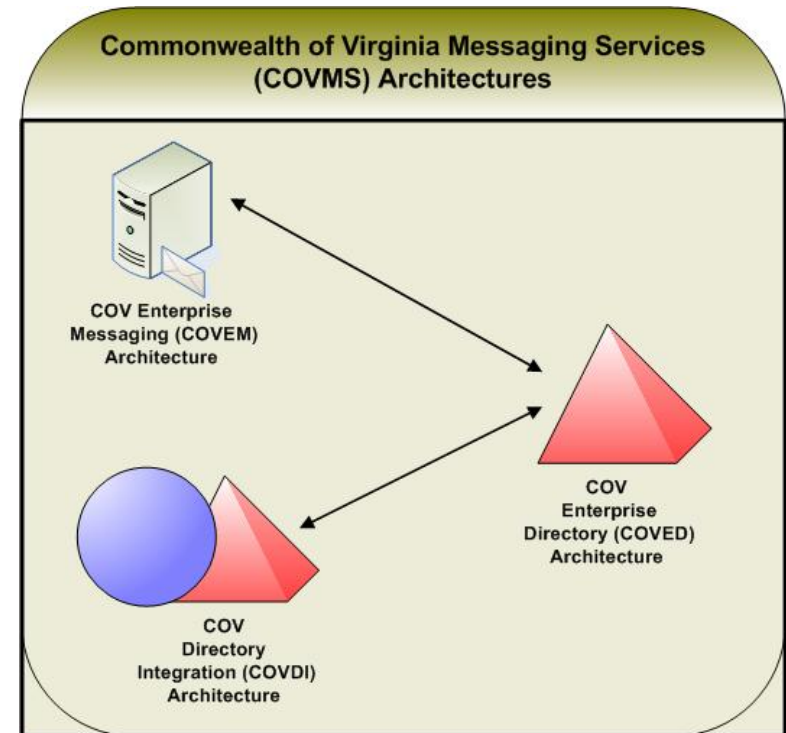 Commonwealth of Virginia Messaging Services
(COVMS) Architectures
COV Enterprise
Messaging (COVEM)
Architecture
COV
Enterprise
Directory (COVED)
Architecture
COV
Directory
Integration (COVDI)
Architecture